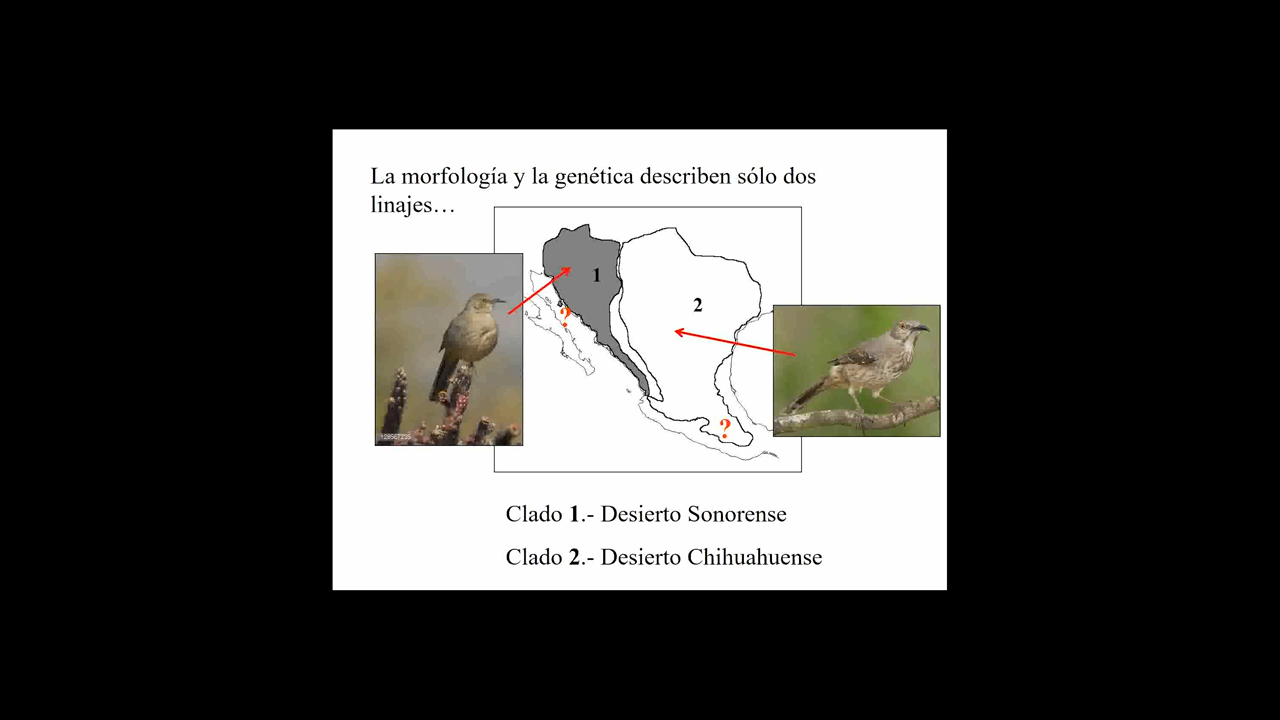 La morfología y la genética describen sólo dos
linajes…
1
?
2
?
Clado 1.- Desierto Sonorense
Clado 2.- Desierto Chihuahuense